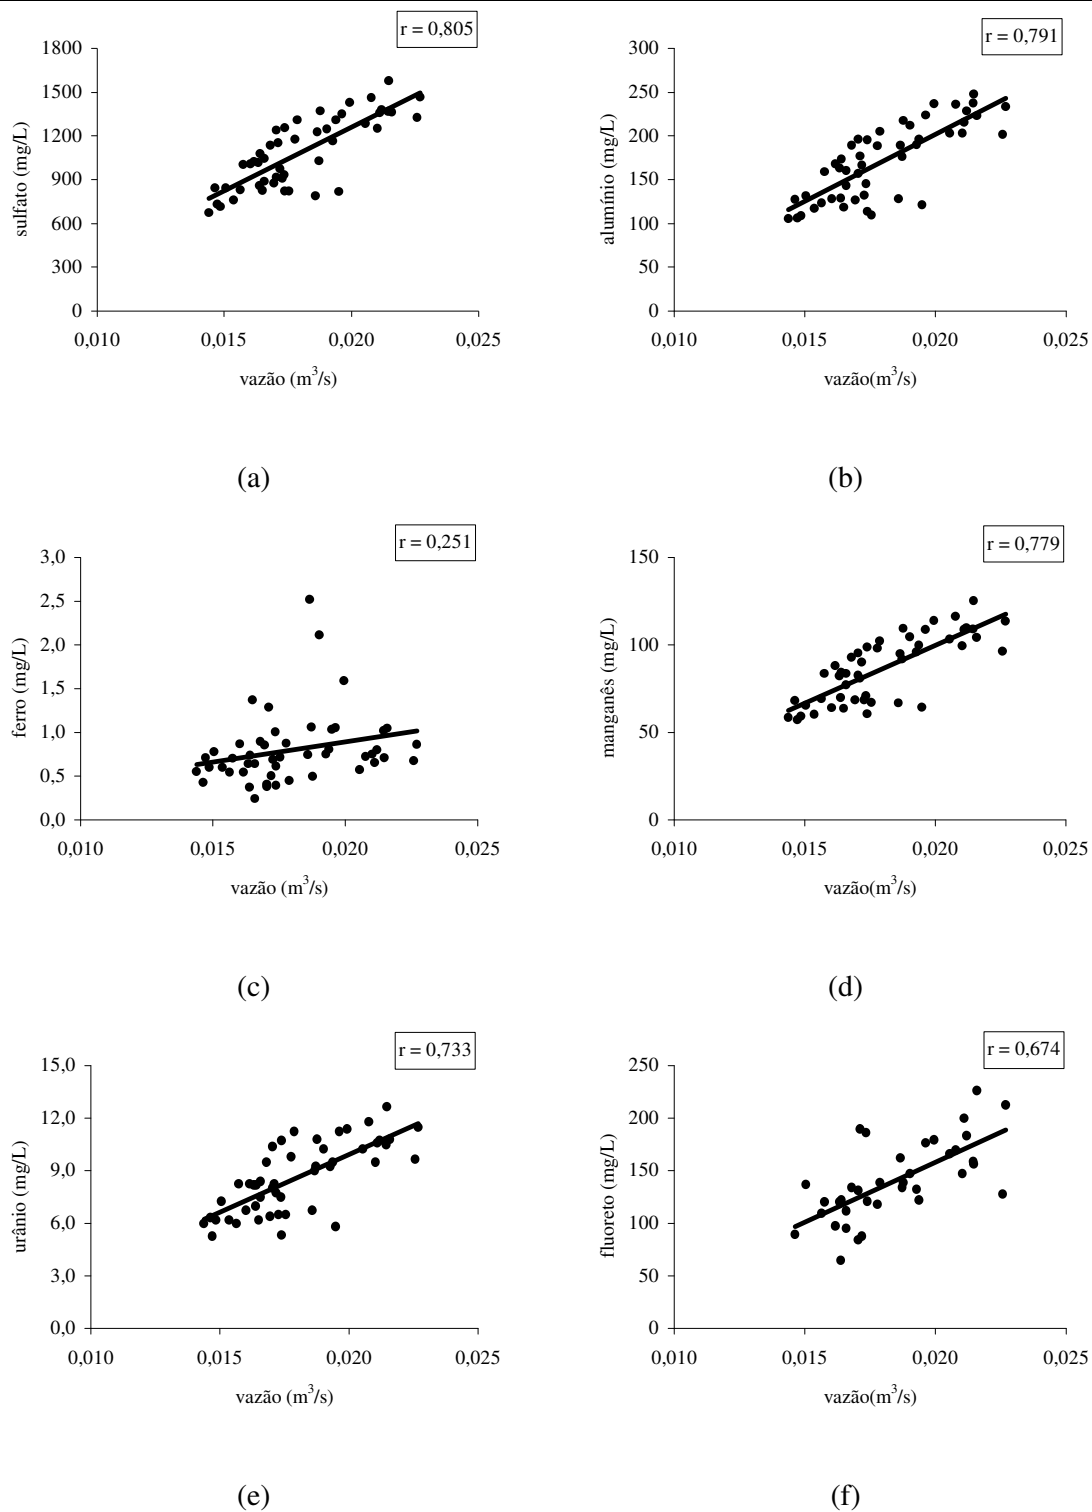 r = 0,805
1800
1500
1200
900
600
300
0
0,010 0,015 0,020 0,025
sulfato (mg/L)
vazão (m³/s)
(a)
r = 0,791
300
250
200
150
100
50
0
0,010 0,015 0,020 0,025
alumínio (mg/L)
vazão(m³/s)
(b)
r = 0,251
3,0
2,5
2,0
1,5
1,0
0,5
0,0
0,010 0,015 0,020 0,025
ferro (mg/L)
vazão (m³/s)
(c)
r = 0,779
150
100
50
0
0,010 0,015 0,020 0,025
manganês (mg/L)
vazão(m³/s)
(d)
r = 0,733
15,0
12,0
9,0
6,0
3,0
0,0
0,010 0,015 0,020 0,025
urânio (mg/L)
vazão (m³/s)
(e)
r = 0,674
250
200
150
100
50
0
0,010 0,015 0,020 0,025
fluoreto (mg/L)
vazão(m³/s)
(f)